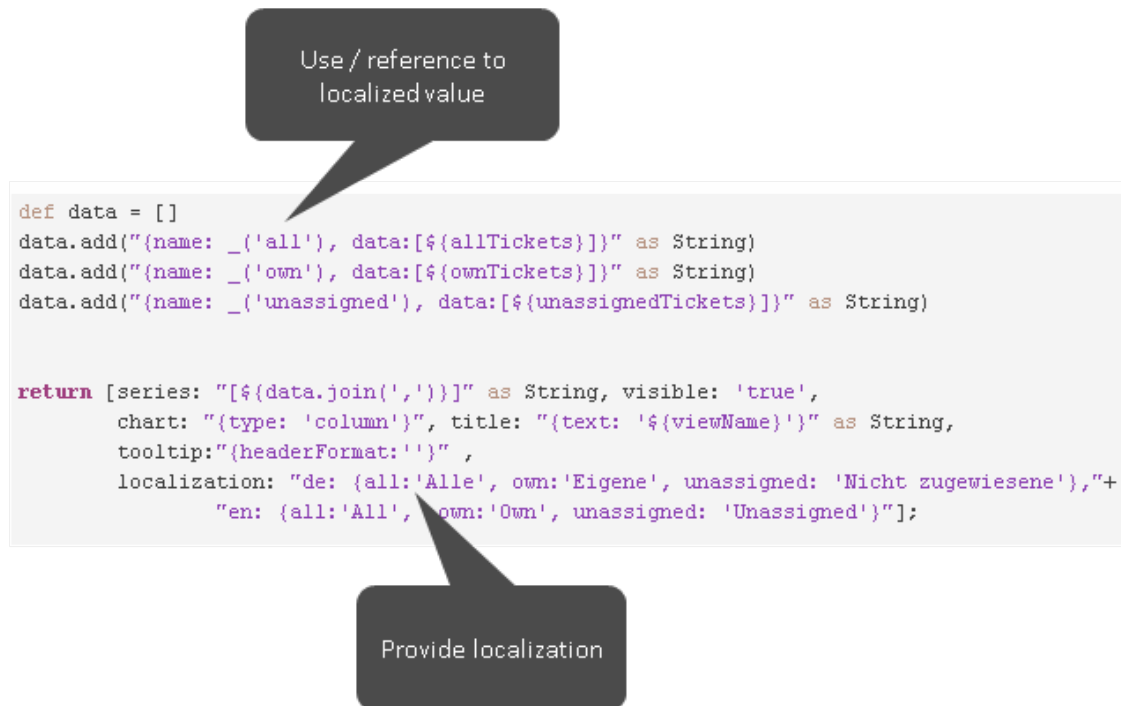 Use / reference to
localized value
def data = []
data.add("{name: _('all'), data:[${allTickets}]}" as String)
data.add("{name: _('own'), data:[${ownTickets}]}" as String)
data.add("{name: _('unassigned'), data:[${unassignedTickets}]}" as String)
return [series: "[${data.join(',')}]" as String, visible: 'true',
chart: "{type: 'column'}", title: "{text: '${viewName}'}" as String,
tooltip:"{headerFormat:''}" ,
localization: "de: {all:'Alle', own:'Eigene', unassigned: 'Nicht zugewiesene'},"+
"en: {all:'All', own:'Own', unassigned: 'Unassigned'}"];
Provide localization